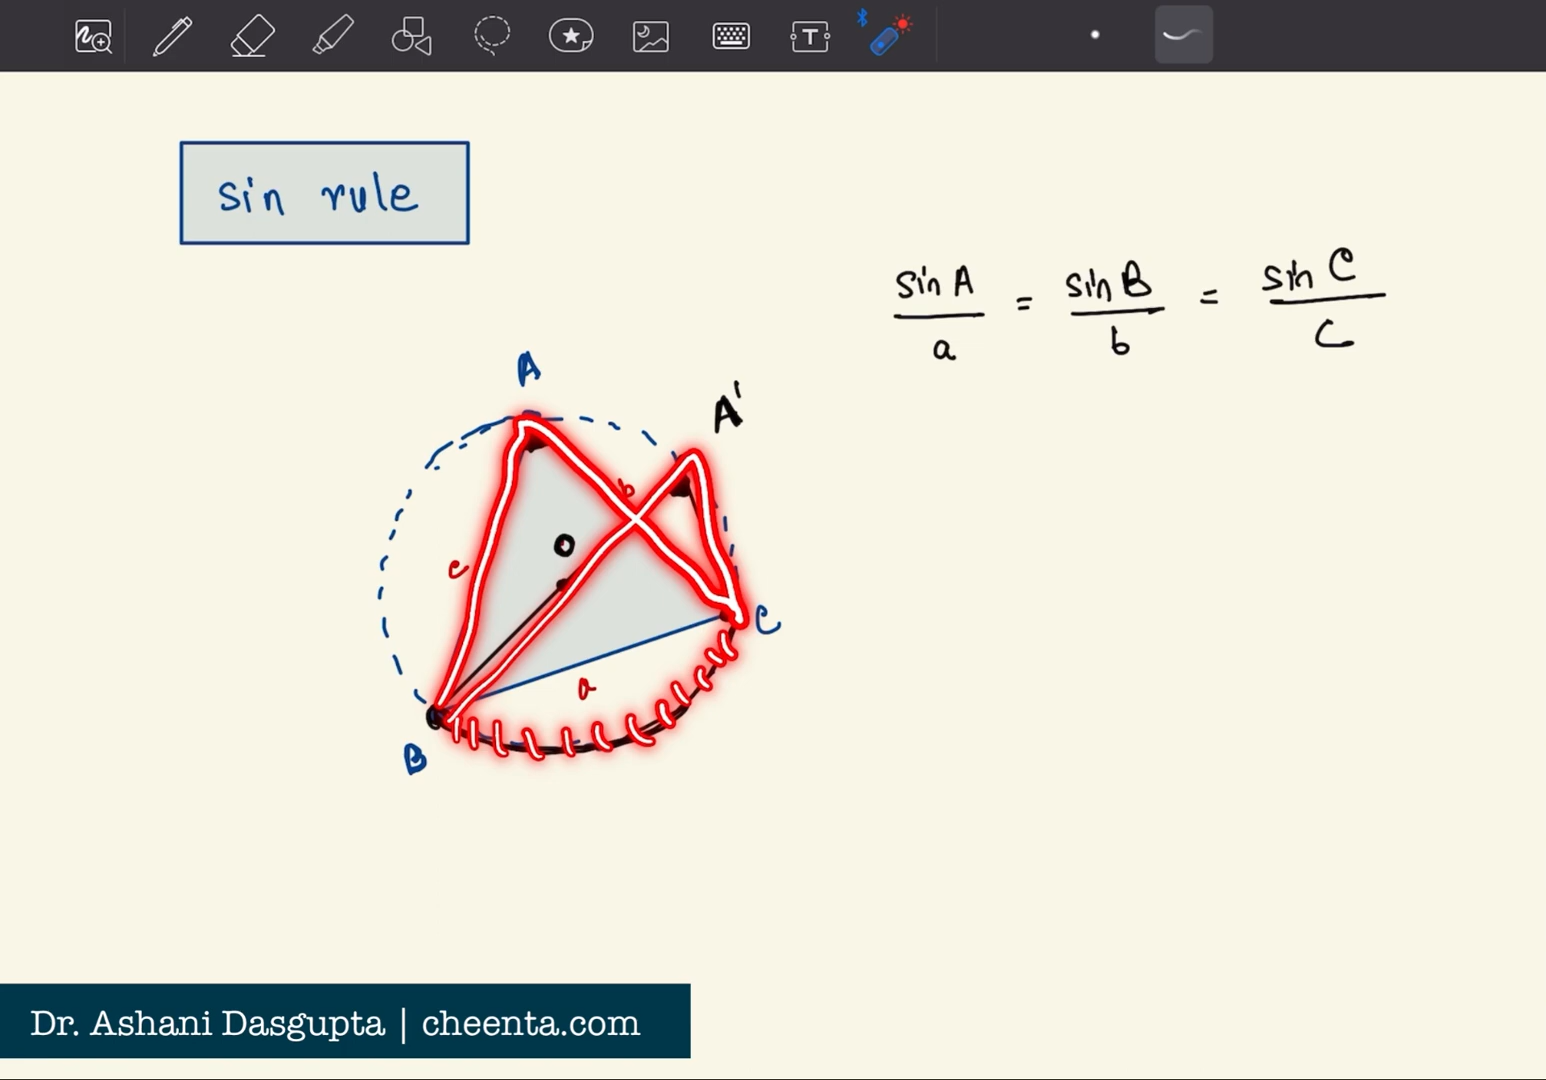 sin rule
sin A / a = sin B / b = sin C / c
A
A'
b
O
c
C
a
B
Dr. Ashani Dasgupta | cheenta.com